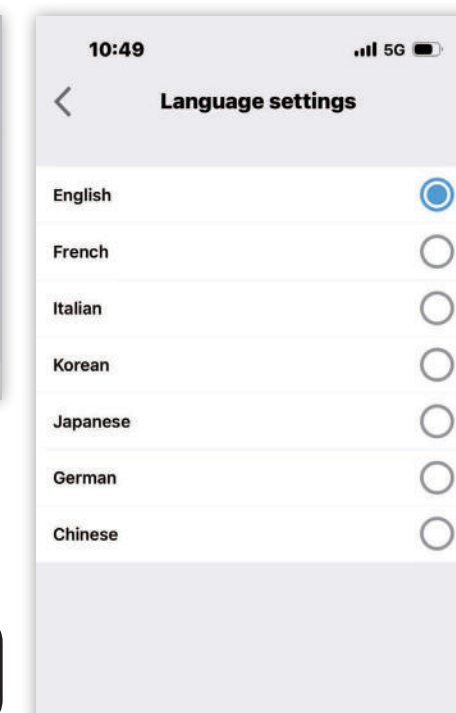 10:49 5G
Language settings
English
French
Italian
Korean
Japanese
German
Chinese